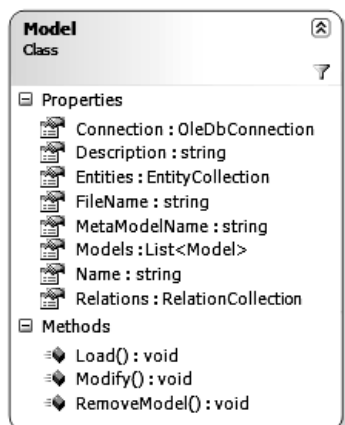 Model
Class
Properties
Connection : OleDbConnection
Description : string
Entities : EntityCollection
FileName : string
MetaModelName : string
Models :List<Model>
Name : string
Relations : RelationCollection
Methods
Load() : void
Modify() : void
RemoveModel() : void